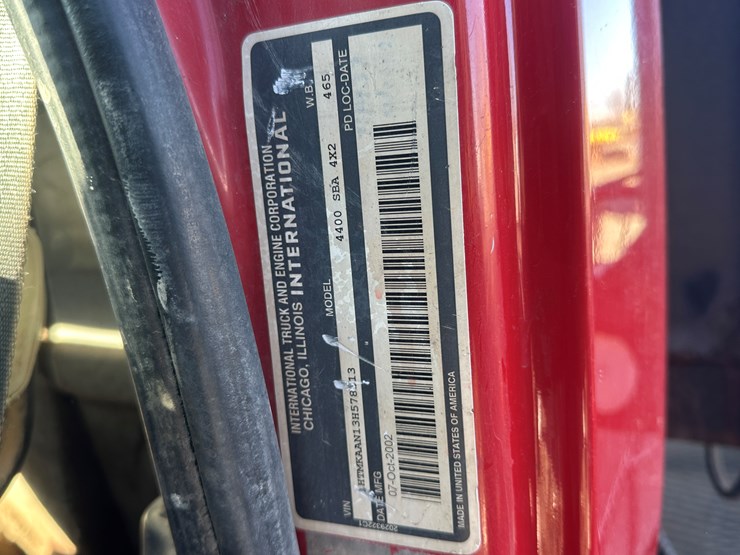 INTERNATIONAL TRUCK AND ENGINE CORPORATION
CHICAGO, ILLINOIS INTERNATIONAL
MODEL W.B.
4400 SBA 4X2 465
VIN PD LOC-DATE
DATE MFG
07-Oct-2002
MADE IN UNITED STATES OF AMERICA